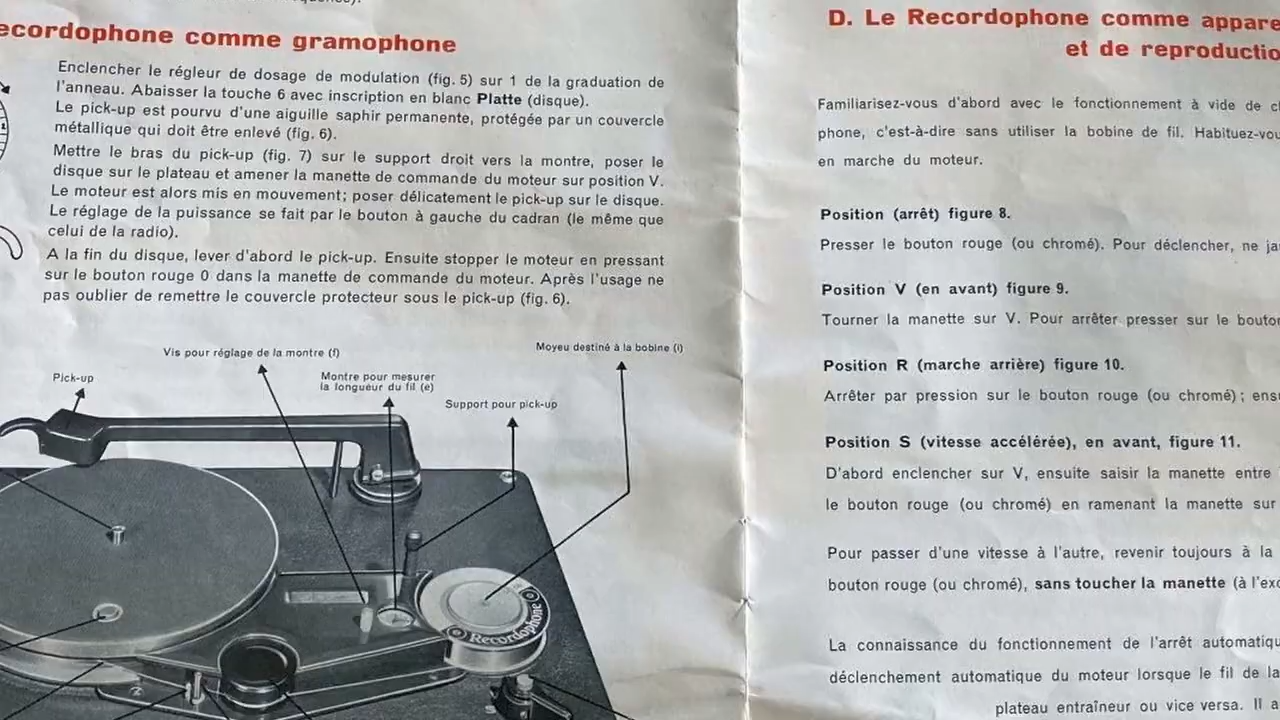 ecordophone comme gramophone
Enclencher le régleur de dosage de modulation (fig. 5) sur 1 de la graduation de
l'anneau. Abaisser la touche 6 avec inscription en blanc Platte (disque).
Le pick-up est pourvu d'une aiguille saphir permanente, protégée par un couvercle
métallique qui doit être enlevé (fig. 6).
Mettre le bras du pick-up (fig. 7) sur le support droit vers la montre, poser le
disque sur le plateau et amener la manette de commande du moteur sur position V.
Le moteur est alors mis en mouvement; poser délicatement le pick-up sur le disque.
Le réglage de la puissance se fait par le bouton à gauche du cadran (le même que
celui de la radio).
A la fin du disque, lever d'abord le pick-up. Ensuite stopper le moteur en pressant
sur le bouton rouge 0 dans la manette de commande du moteur. Après l'usage ne
pas oublier de remettre le couvercle protecteur sous le pick-up (fig. 6).
Vis pour réglage de la montre (f)
Moyeu destiné à la bobine (i)
Pick-up
Montre pour mesurer
la longueur du fil (e)
Support pour pick-up
Recordophone
D. Le Recordophone comme appare
et de reproductio
Familiarisez-vous d'abord avec le fonctionnement à vide de c
phone, c'est-à-dire sans utiliser la bobine de fil. Habituez-vou
en marche du moteur.
Position (arrêt) figure 8.
Presser le bouton rouge (ou chromé). Pour déclencher, ne ja
Position V (en avant) figure 9.
Tourner la manette sur V. Pour arrêter presser sur le bouto
Position R (marche arrière) figure 10.
Arrêter par pression sur le bouton rouge (ou chromé); ens
Position S (vitesse accélérée), en avant, figure 11.
D'abord enclencher sur V, ensuite saisir la manette entre
le bouton rouge (ou chromé) en ramenant la manette sur
Pour passer d'une vitesse à l'autre, revenir toujours à la
bouton rouge (ou chromé), sans toucher la manette (à l'exc
La connaissance du fonctionnement de l'arrêt automatiqu
déclenchement automatique du moteur lorsque le fil de la
plateau entraîneur ou vice versa. Il a